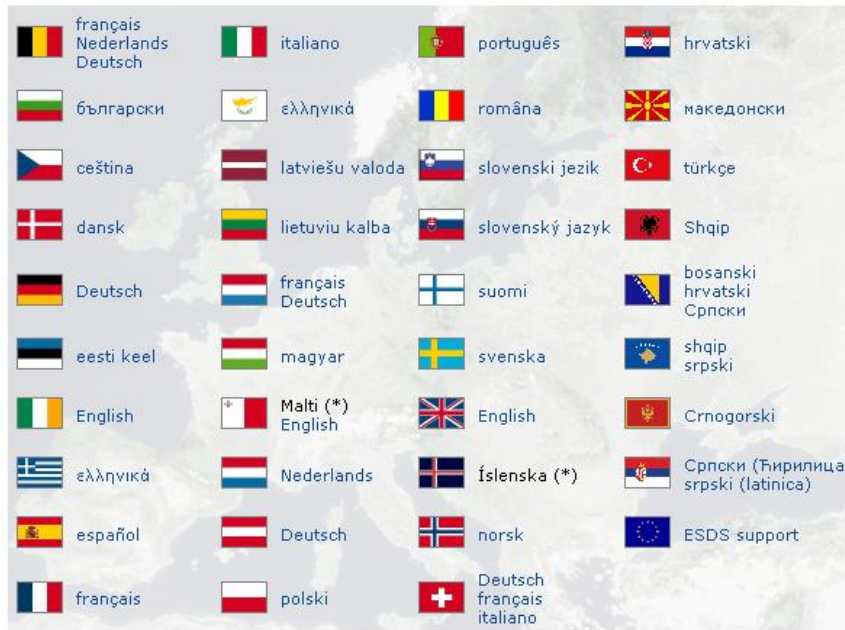 français
Nederlands
Deutsch
български
ceština
dansk
Deutsch
eesti keel
English
ελληνικά
español
français
italiano
ελληνικά
latviešu valoda
lietuviu kalba
français
Deutsch
magyar
Malti (*)
English
Nederlands
Deutsch
polski
português
româna
slovenski jezik
slovenský jazyk
suomi
svenska
English
Íslenska (*)
norsk
Deutsch
français
italiano
hrvatski
македонски
türkçe
Shqip
bosanski
hrvatski
Српски
shqip
srpski
Crnogorski
Српски (Ћирилица
srpski (latinica)
ESDS support